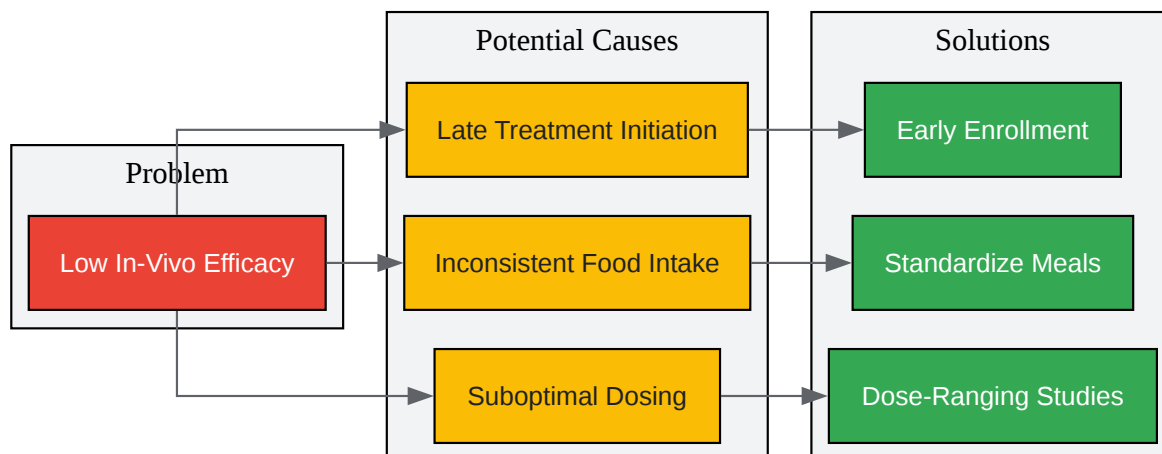 Problem
Low In-Vivo Efficacy
Potential Causes
Late Treatment Initiation
Inconsistent Food Intake
Suboptimal Dosing
Solutions
Early Enrollment
Standardize Meals
Dose-Ranging Studies